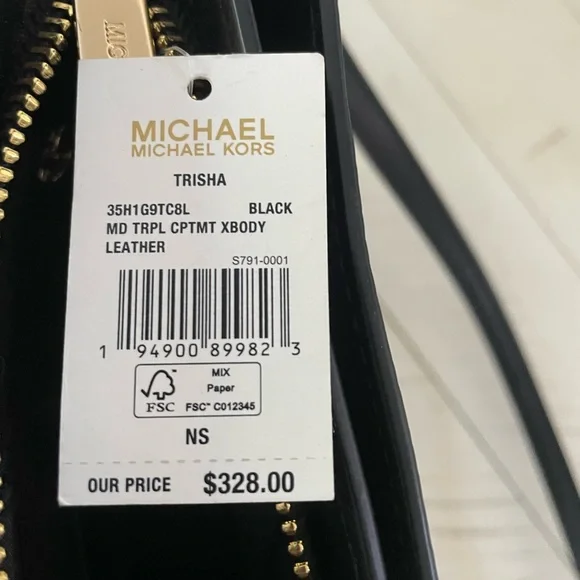 MIC
MICHAEL
MICHAEL KORS
TRISHA
35H1G9TC8L BLACK
MD TRPL CPTMT XBODY
LEATHER
S791-0001
1 94900 89982 3
FSC
MIX
Paper
FSC™ C012345
NS
OUR PRICE $328.00